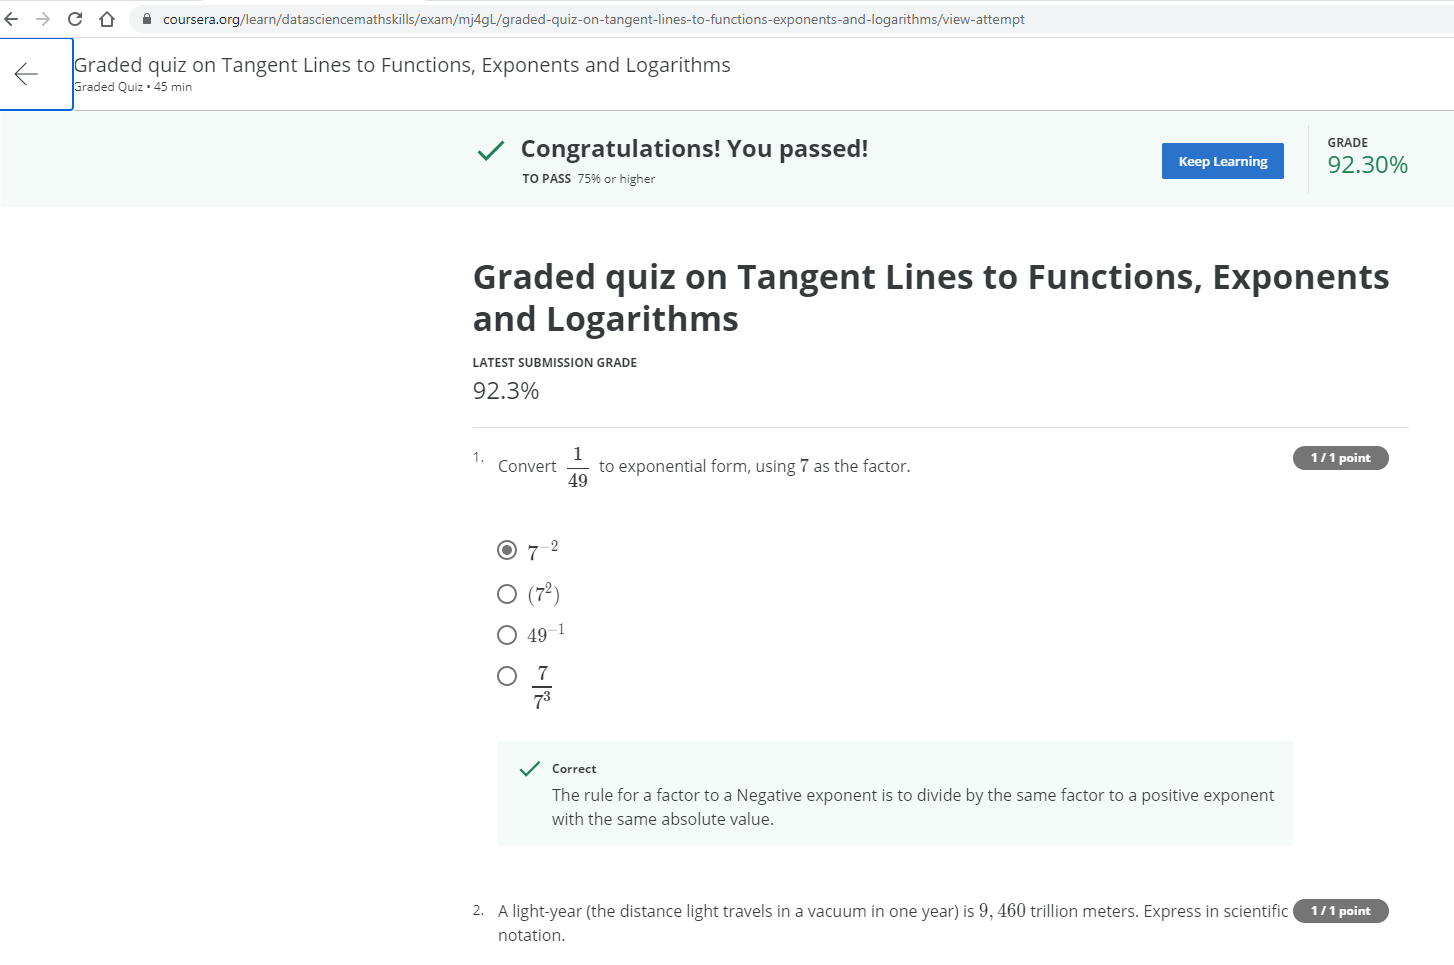 coursera.org/learn/datasciencemathskills/exam/mj4gL/graded-quiz-on-tangent-lines-to-functions-exponents-and-logarithms/view-attempt
Graded quiz on Tangent Lines to Functions, Exponents and Logarithms
Graded Quiz • 45 min
Congratulations! You passed!
TO PASS 75% or higher
Keep Learning
GRADE
92.30%
Graded quiz on Tangent Lines to Functions, Exponents
and Logarithms
LATEST SUBMISSION GRADE
92.3%
1. Convert 1/49 to exponential form, using 7 as the factor.
1 / 1 point
7⁻²
(7²)
49⁻¹
7/7³
Correct
The rule for a factor to a Negative exponent is to divide by the same factor to a positive exponent
with the same absolute value.
2. A light-year (the distance light travels in a vacuum in one year) is 9, 460 trillion meters. Express in scientific
notation.
1 / 1 point